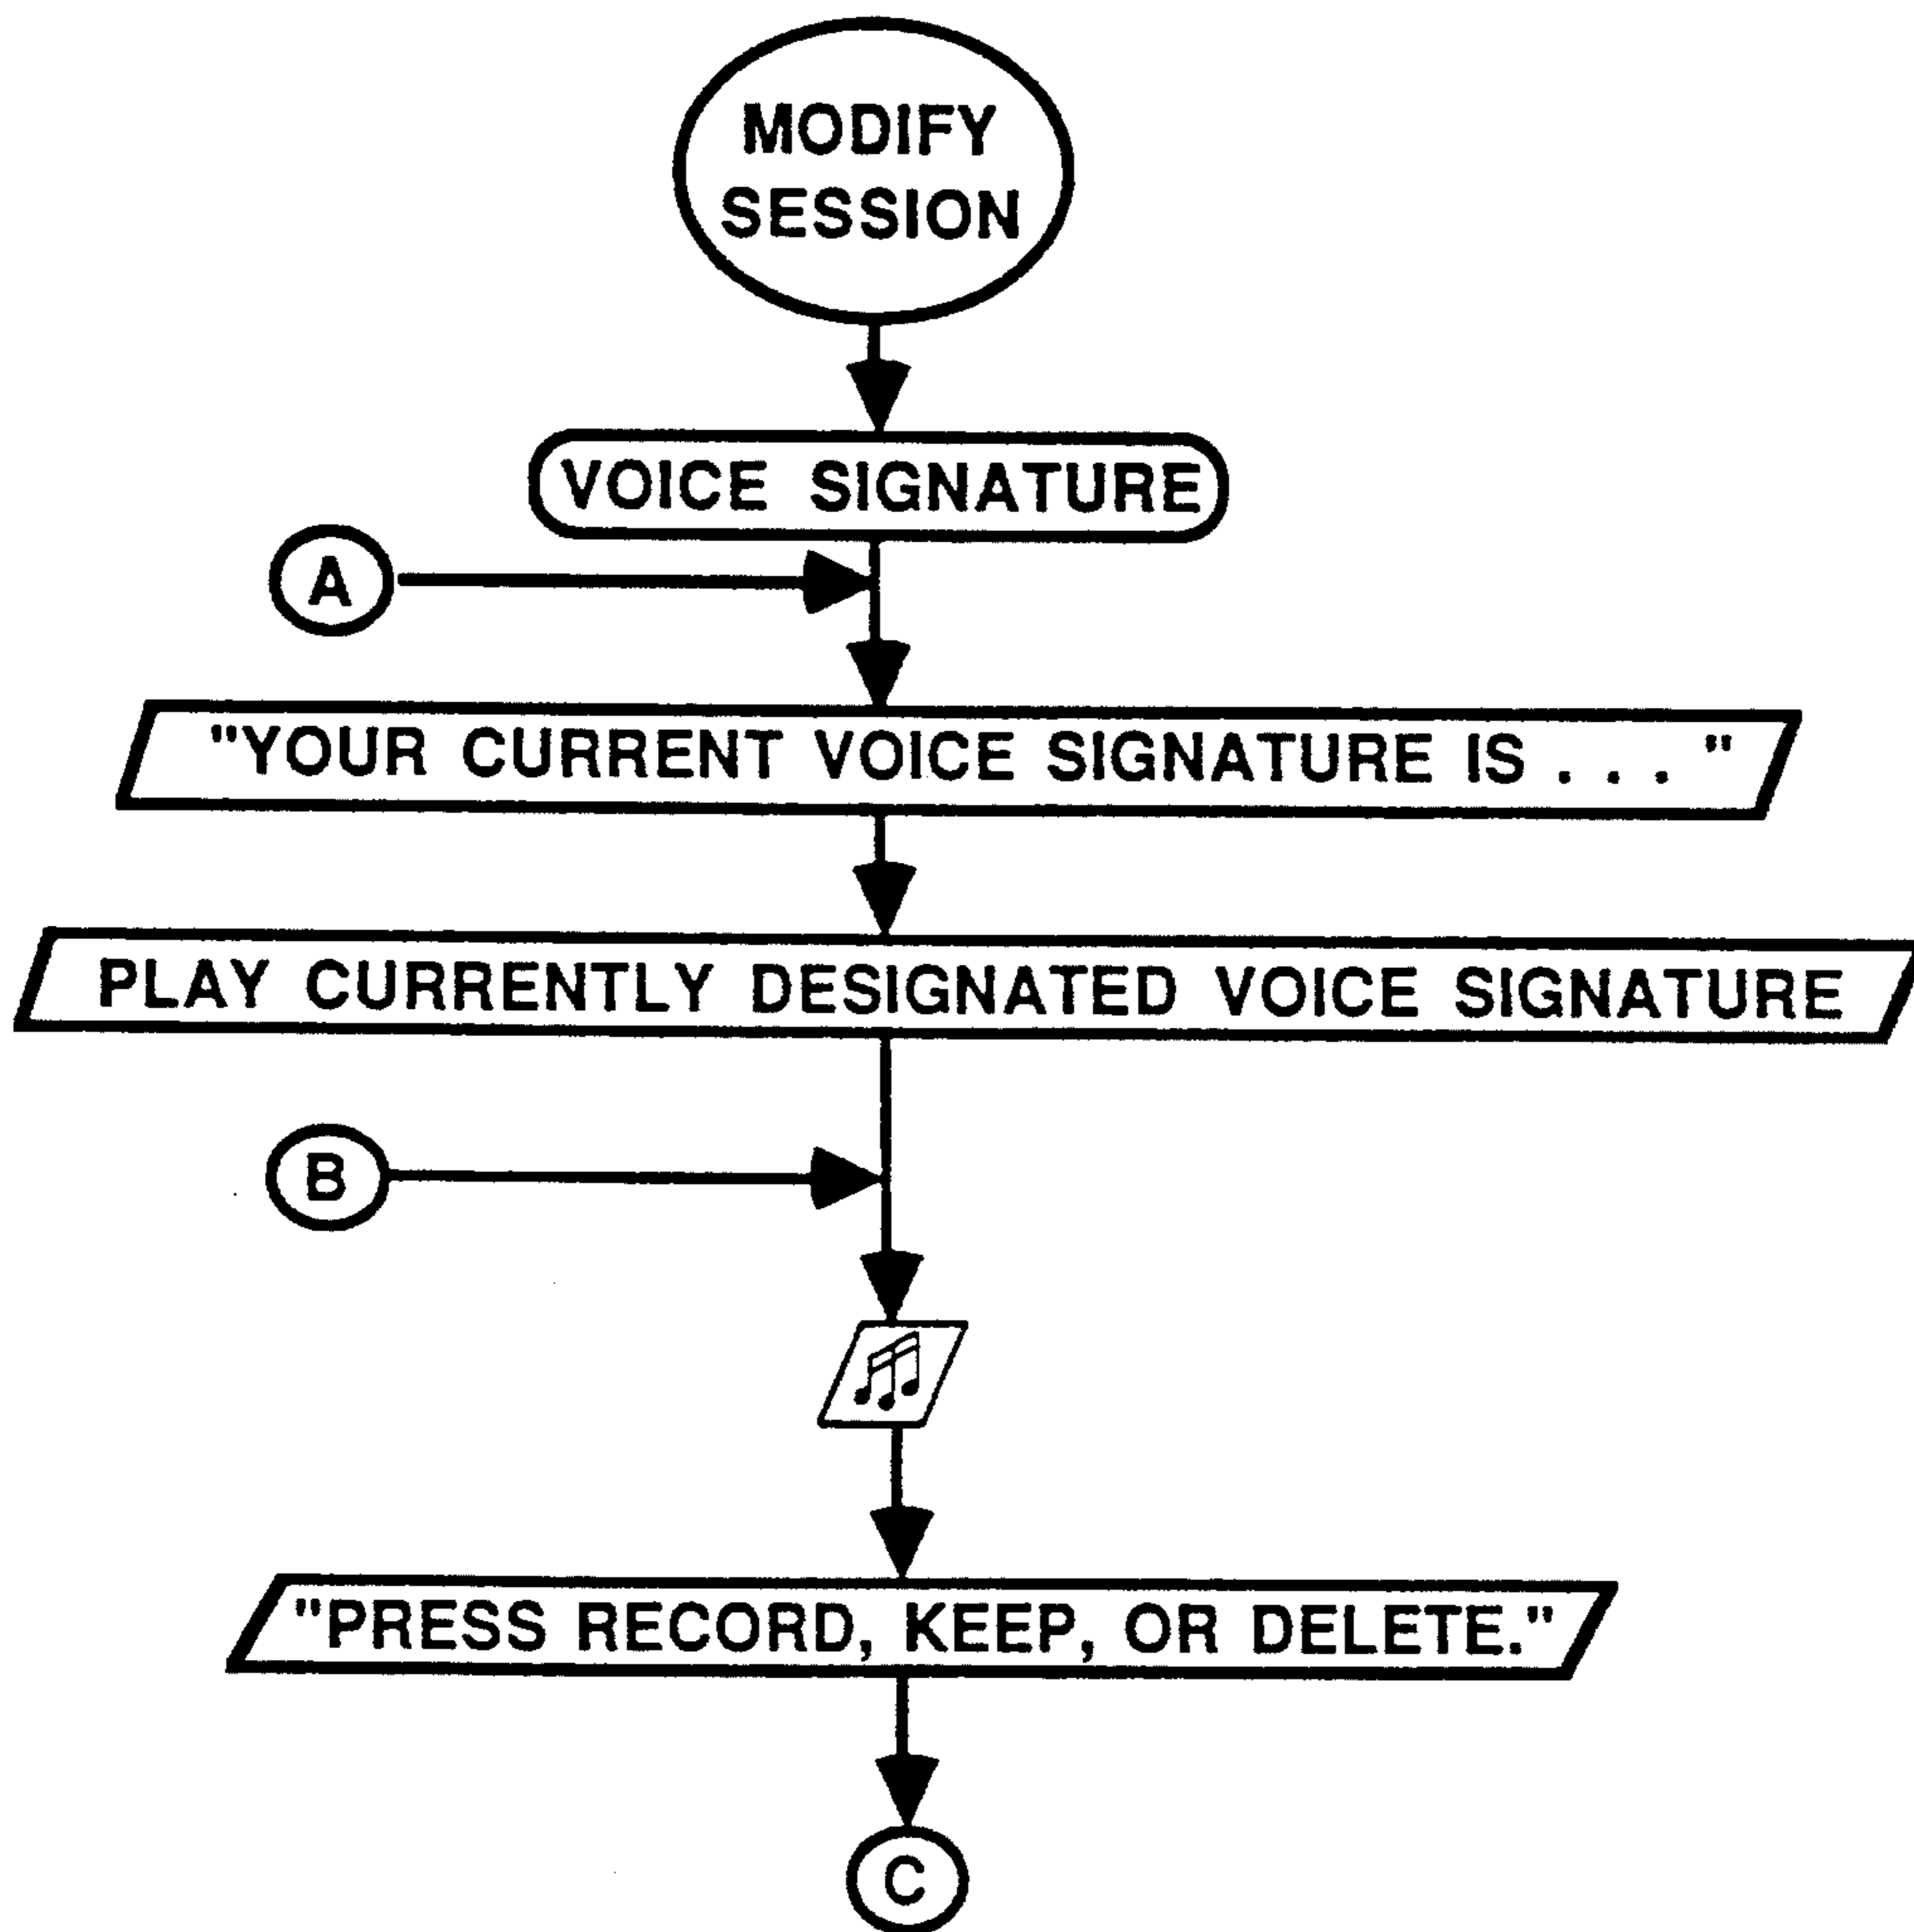 MODIFY
SESSION
VOICE SIGNATURE
A
"YOUR CURRENT VOICE SIGNATURE IS . . . "
PLAY CURRENTLY DESIGNATED VOICE SIGNATURE
B
"PRESS RECORD, KEEP, OR DELETE."
C